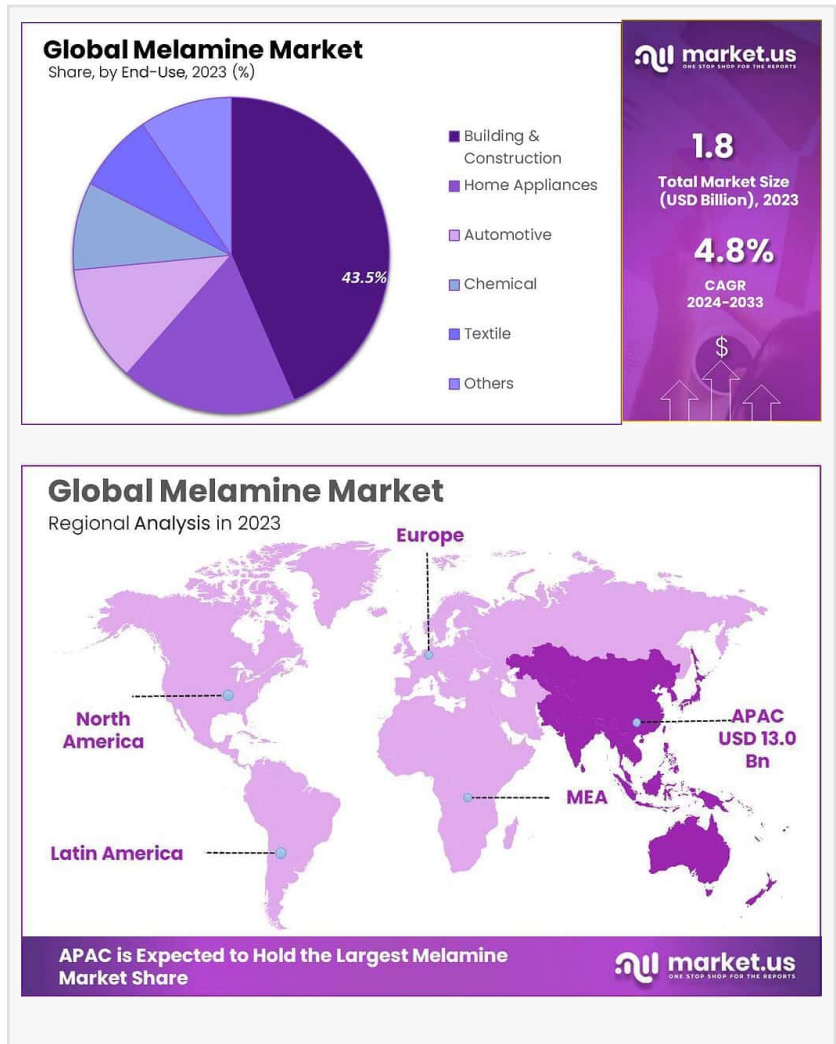 Global Melamine Market
Share, by End-Use, 2023 (%)
43.5%
Building &
Construction
Home Appliances
Automotive
Chemical
Textile
Others
market.us
ONE STOP SHOP FOR THE REPORTS
1.8
Total Market Size
(USD Billion), 2023
4.8%
CAGR
2024-2033
$
Global Melamine Market
Regional Analysis in 2023
Europe
North
America
APAC
USD 13.0
Bn
MEA
Latin America
APAC is Expected to Hold the Largest Melamine
Market Share
market.us
ONE STOP SHOP FOR THE REPORTS